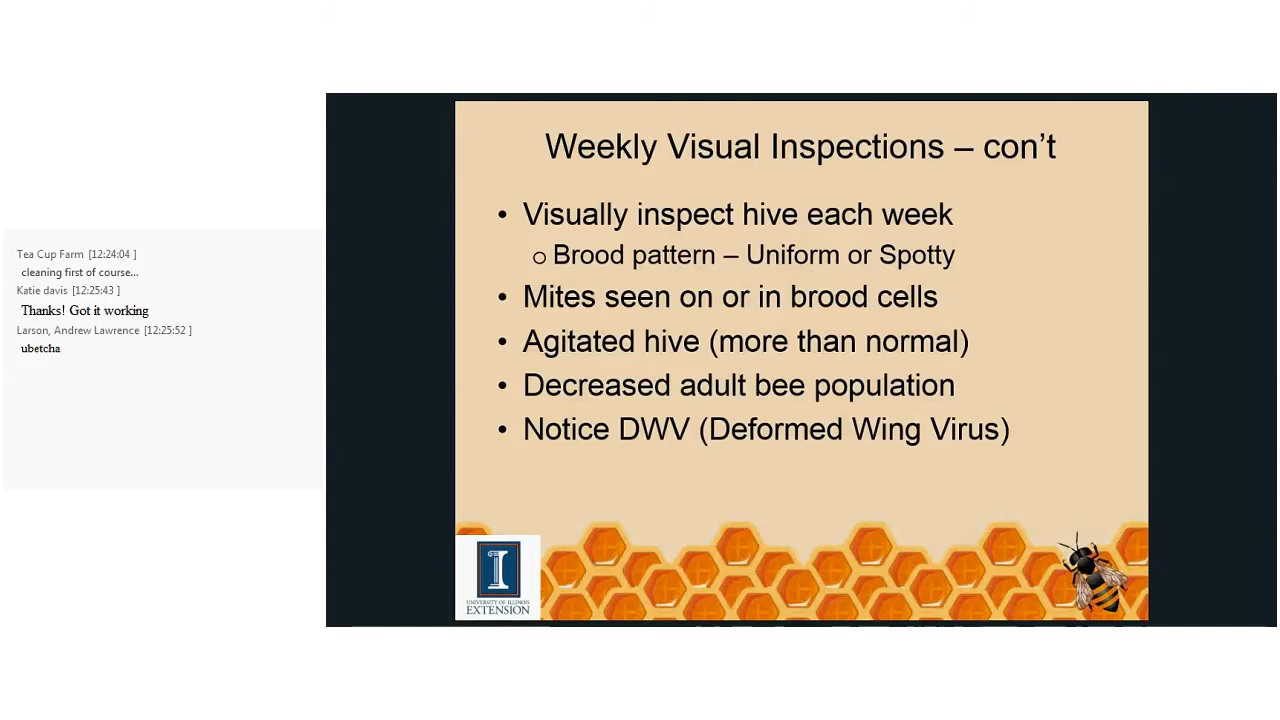 Tea Cup Farm [12:24:04 ]
cleaning first of course...
Katie davis [12:25:43 ]
Thanks! Got it working
Larson, Andrew Lawrence [12:25:52 ]
ubetcha
Weekly Visual Inspections – con’t
• Visually inspect hive each week
o Brood pattern – Uniform or Spotty
• Mites seen on or in brood cells
• Agitated hive (more than normal)
• Decreased adult bee population
• Notice DWV (Deformed Wing Virus)
I
UNIVERSITY OF ILLINOIS
EXTENSION